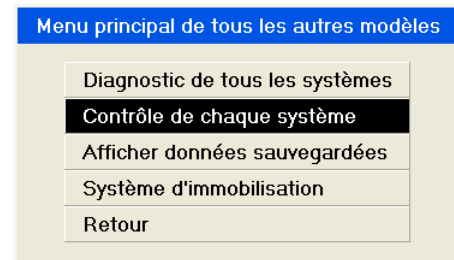 Menu principal de tous les autres modèles
Diagnostic de tous les systèmes
Contrôle de chaque système
Afficher données sauvegardées
Système d'immobilisation
Retour